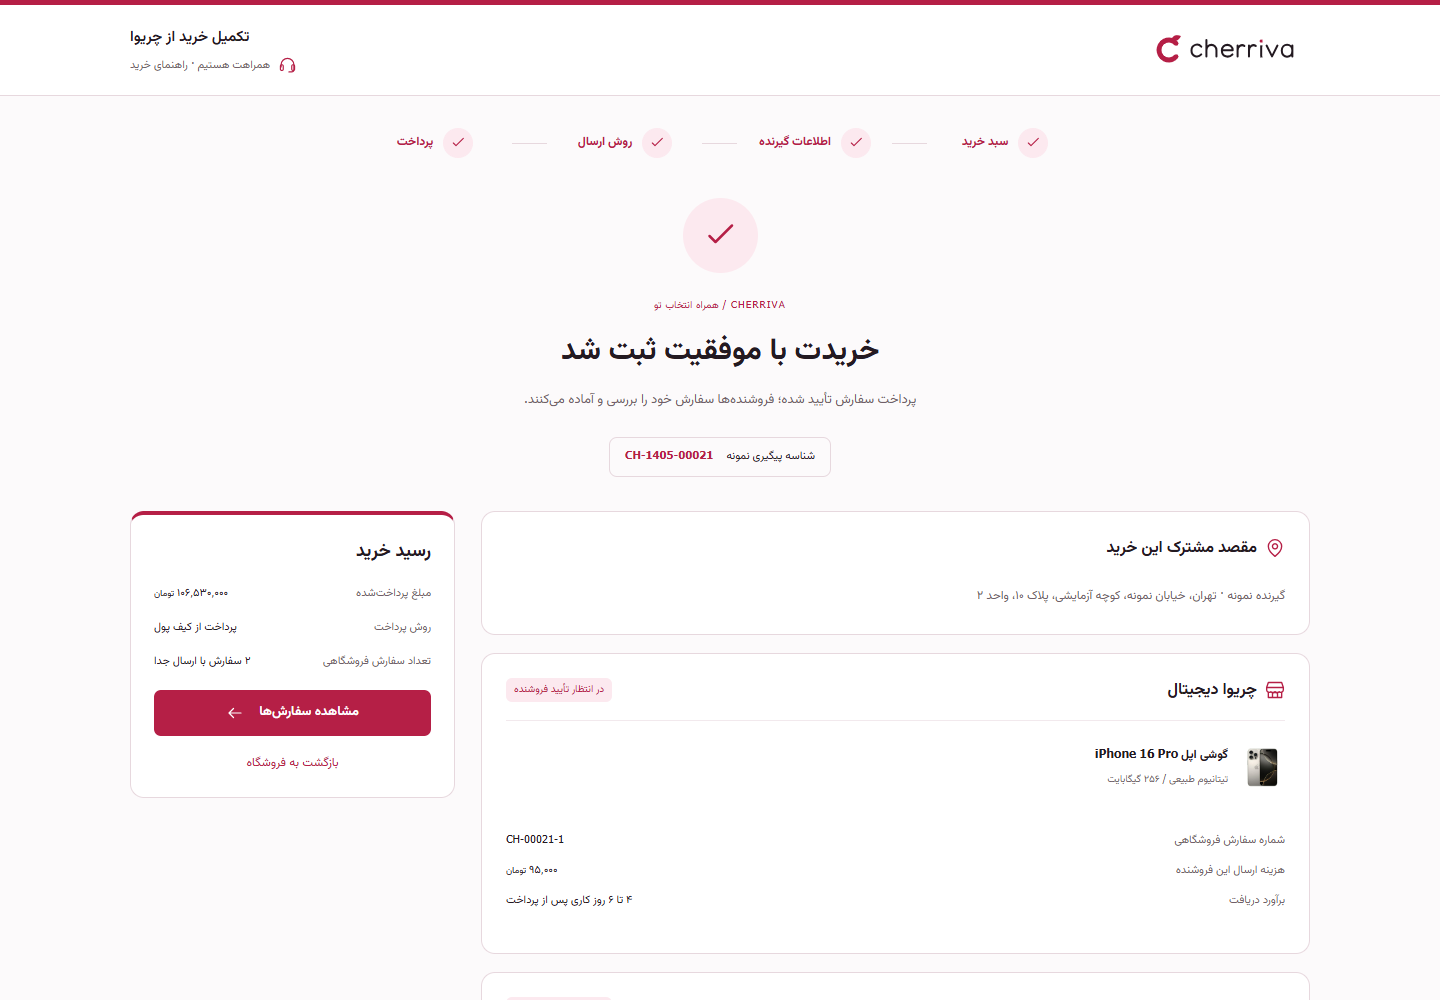 cherriva
تکمیل خرید از چریوا
همراهت هستیم · راهنمای خرید
سبد خرید
اطلاعات گیرنده
روش ارسال
پرداخت
CHERRIVA / همراه انتخاب تو
خریدت با موفقیت ثبت شد
پرداخت سفارش تأیید شده؛ فروشنده‌ها سفارش خود را بررسی و آماده می‌کنند.
شناسه پیگیری نمونه CH-1405-00021
مقصد مشترک این خرید
گیرنده نمونه · تهران، خیابان نمونه، کوچه آزمایشی، پلاک ۱۰، واحد ۲
چریوا دیجیتال
در انتظار تأیید فروشنده
گوشی اپل iPhone 16 Pro
تیتانیوم طبیعی / ۲۵۶ گیگابایت
شماره سفارش فروشگاهی CH-00021-1
هزینه ارسال این فروشنده ۹۵,۰۰۰ تومان
برآورد دریافت ۴ تا ۶ روز کاری پس از پرداخت
رسید خرید
مبلغ پرداخت‌شده ۱۰۶,۵۳۰,۰۰۰ تومان
روش پرداخت پرداخت از کیف پول
تعداد سفارش فروشگاهی ۲ سفارش با ارسال جدا
مشاهده سفارش‌ها
بازگشت به فروشگاه